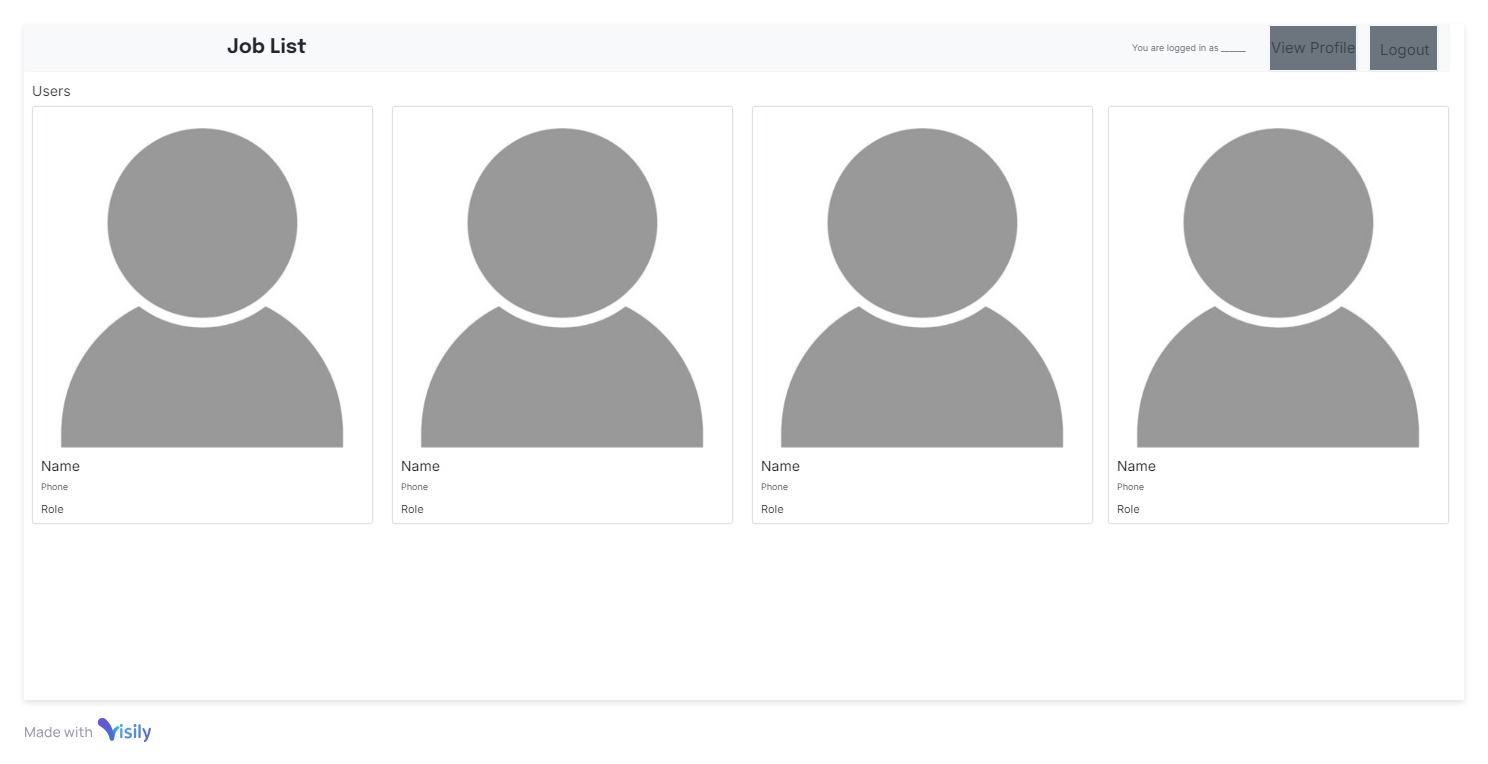 Job List
You are logged in as ______
View Profile
Logout
Users
Name
Phone
Role
Name
Phone
Role
Name
Phone
Role
Name
Phone
Role
Made with Visily